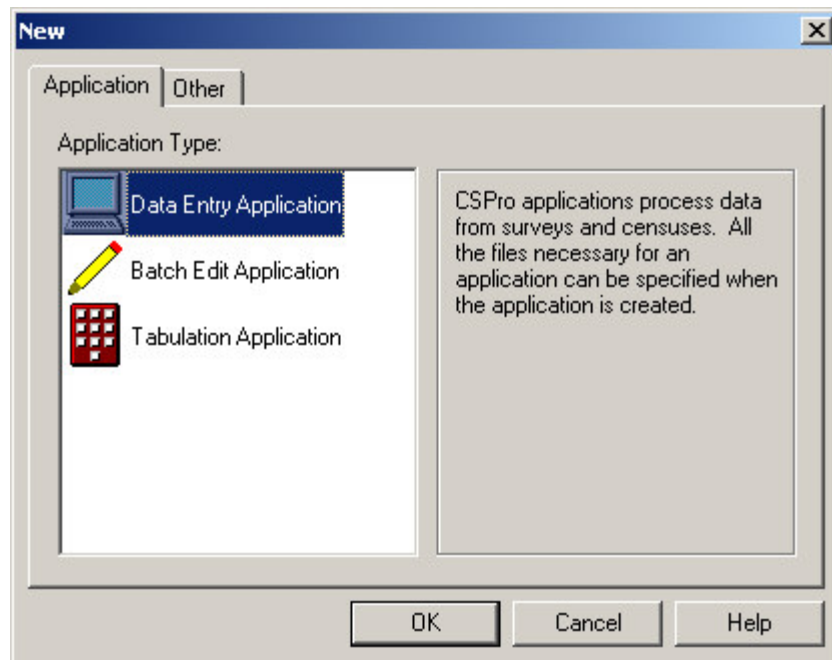 New
Application
Other
Application Type:
Data Entry Application
Batch Edit Application
Tabulation Application
CSPro applications process data
from surveys and censuses.  All
the files necessary for an
application can be specified when
the application is created.
OK
Cancel
Help